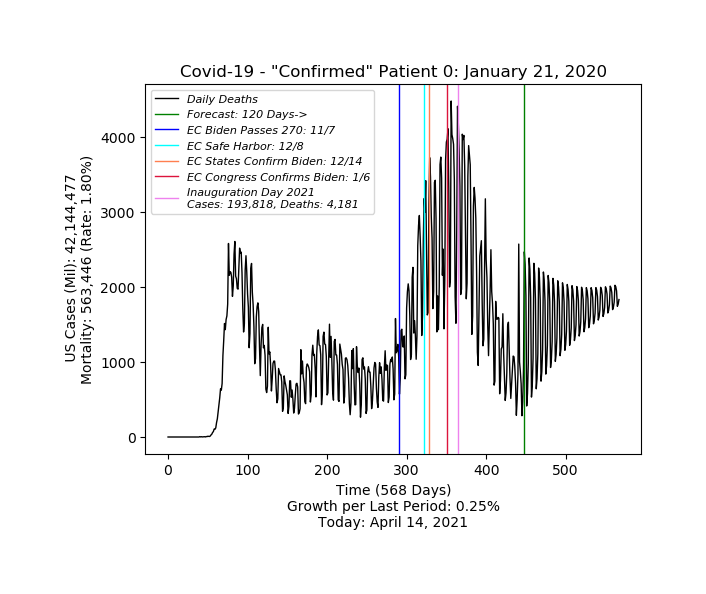 Covid-19 - "Confirmed" Patient 0: January 21, 2020
Daily Deaths
Forecast: 120 Days->
EC Biden Passes 270: 11/7
EC Safe Harbor: 12/8
EC States Confirm Biden: 12/14
EC Congress Confirms Biden: 1/6
Inauguration Day 2021
Cases: 193,818, Deaths: 4,181
US Cases (Mil): 42,144,477
Mortality: 563,446 (Rate: 1.80%)
4000
3000
2000
1000
0
0 100 200 300 400 500
Time (568 Days)
Growth per Last Period: 0.25%
Today: April 14, 2021